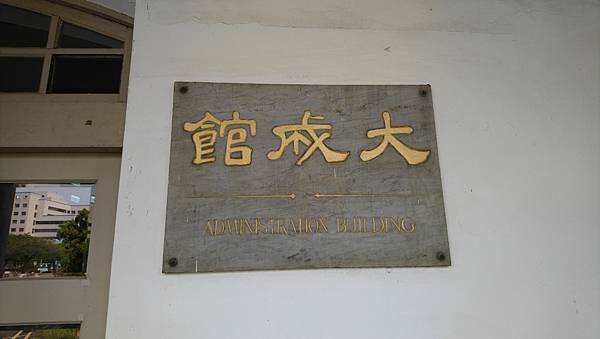 大成館
ADMINISTRATION BUILDING